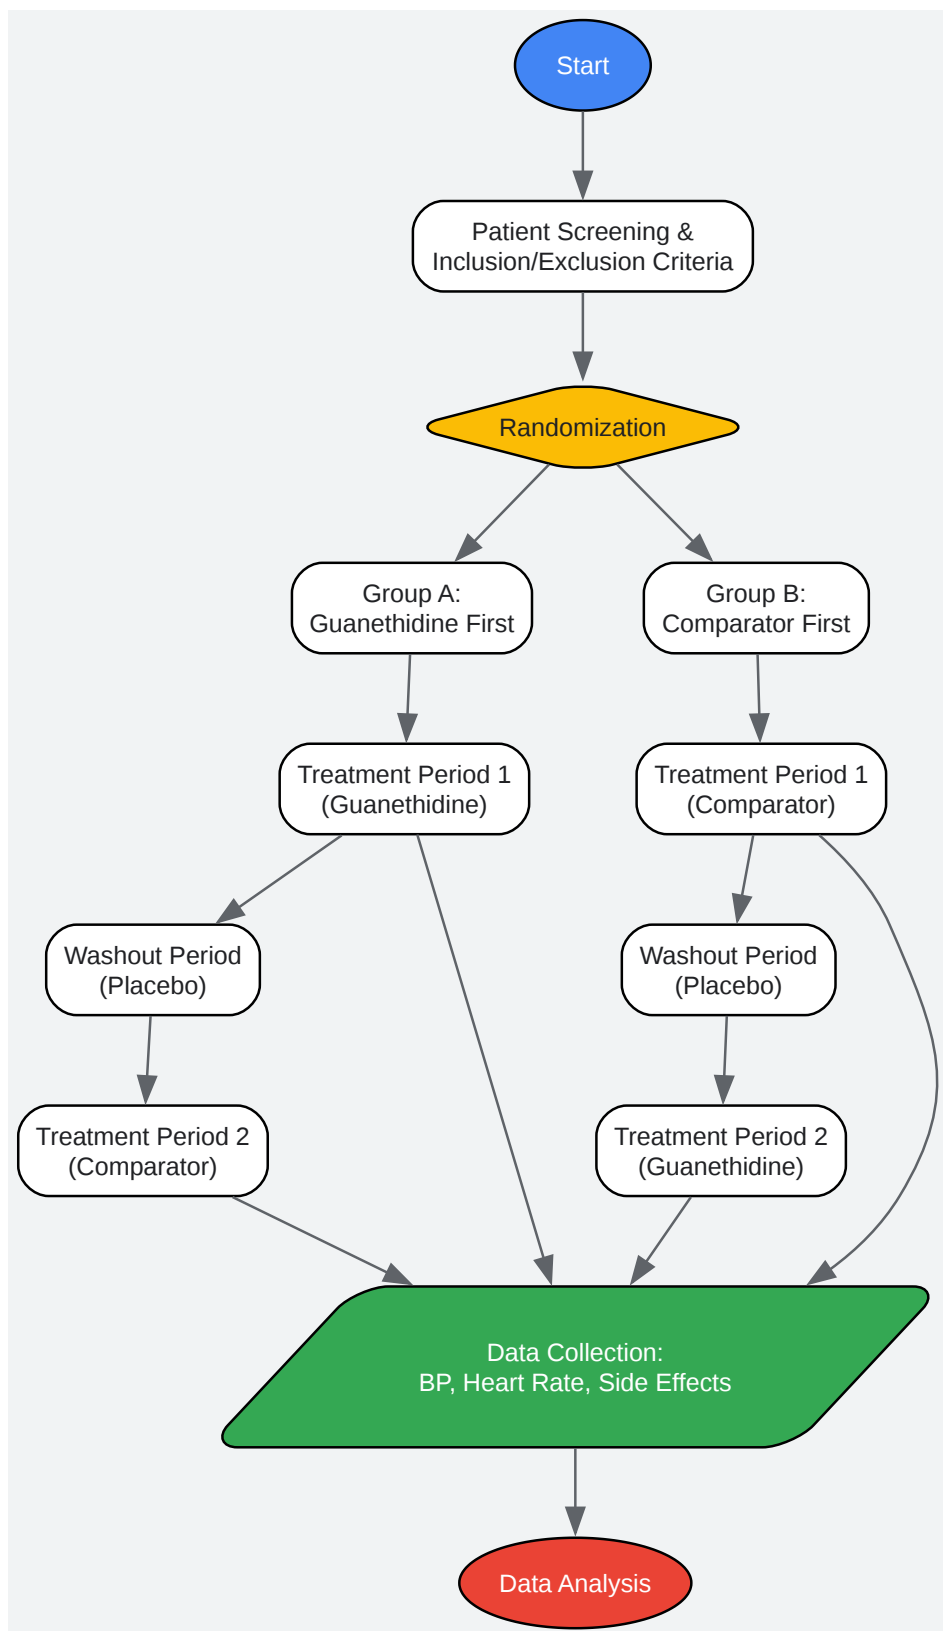 Start
Patient Screening &
Inclusion/Exclusion Criteria
Randomization
Group A:
Guanethidine First
Group B:
Comparator First
Treatment Period 1
(Guanethidine)
Treatment Period 1
(Comparator)
Washout Period
(Placebo)
Washout Period
(Placebo)
Treatment Period 2
(Comparator)
Treatment Period 2
(Guanethidine)
Data Collection:
BP, Heart Rate, Side Effects
Data Analysis